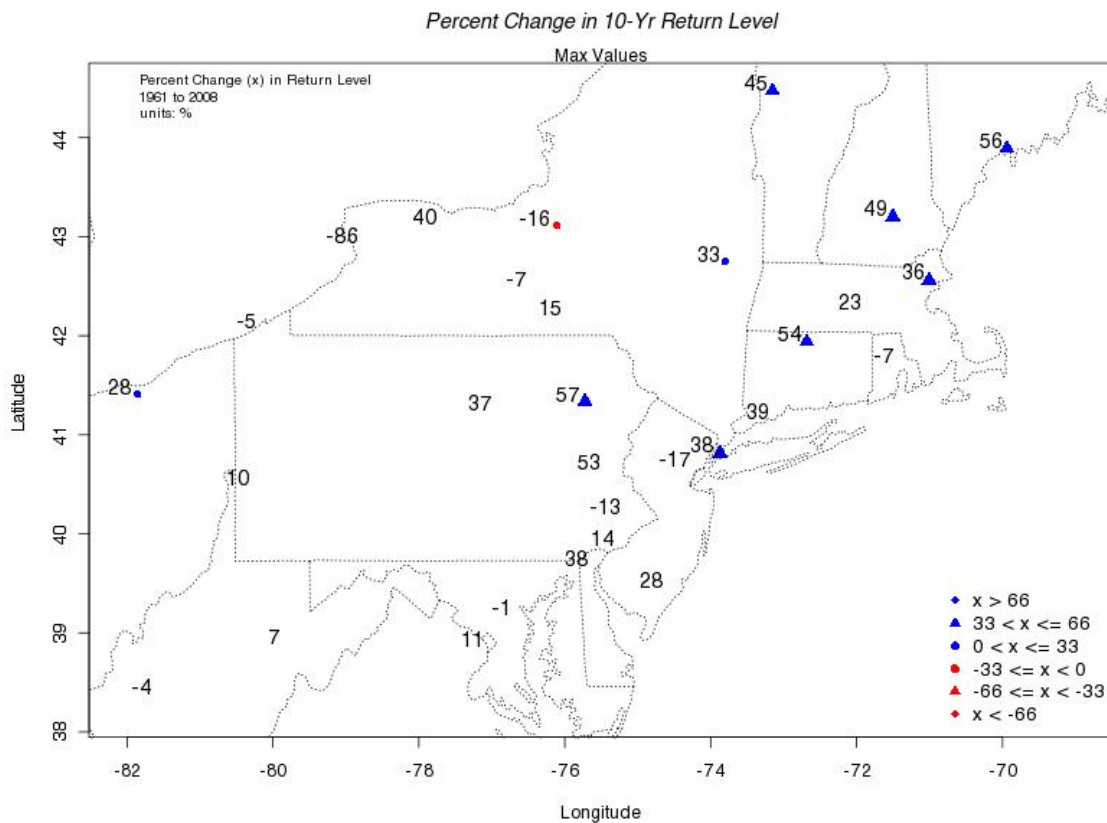 Percent Change in 10-Yr Return Level
Max Values
Percent Change (x) in Return Level
1961 to 2008
units: %
45
56
49
40
-16
-86
33
36
-7
23
15
-5
54
-7
28
57
37
39
38
-17
53
10
-13
14
38
28
-1
7
11
-4
x > 66
33 < x <= 66
0 < x <= 33
-33 <= x < 0
-66 <= x < -33
x < -66
44
43
42
41
40
39
38
Latitude
-82 -80 -78 -76 -74 -72 -70
Longitude